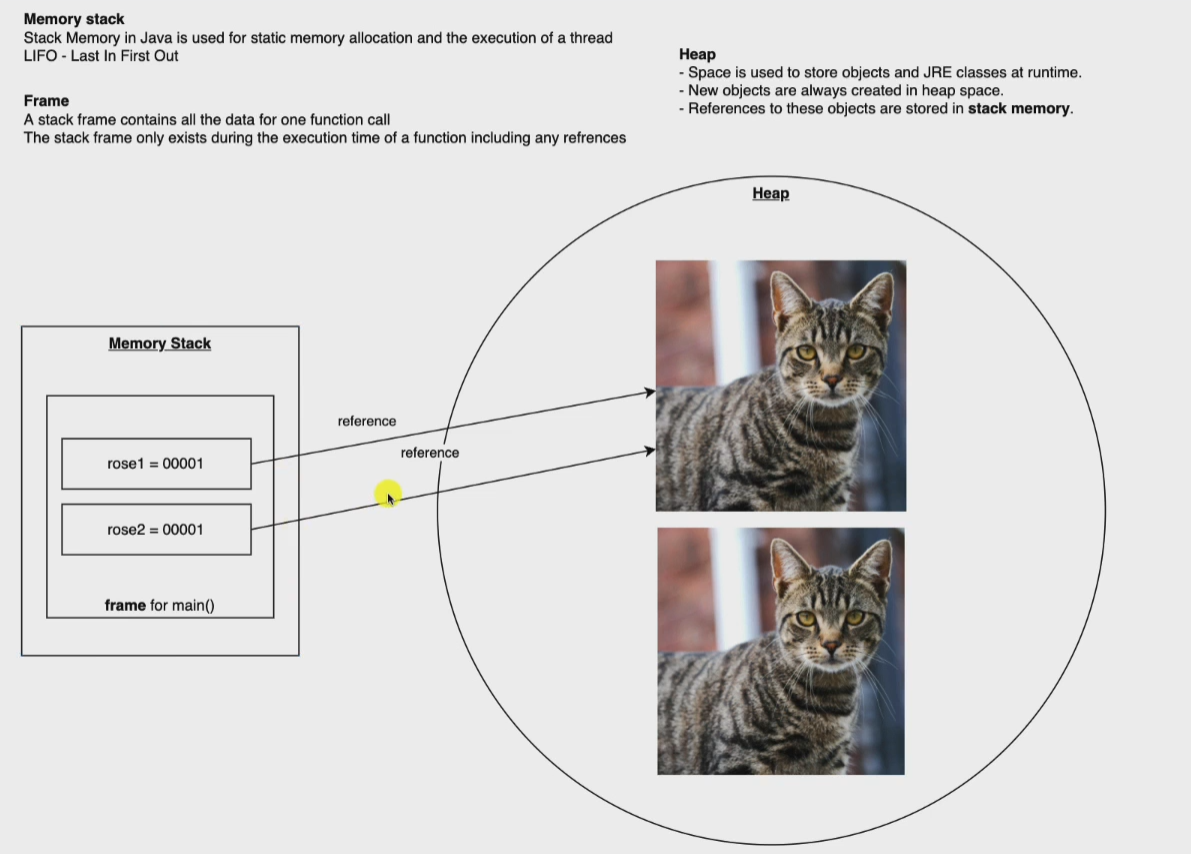 Memory stack
Stack Memory in Java is used for static memory allocation and the execution of a thread
LIFO - Last In First Out
Frame
A stack frame contains all the data for one function call
The stack frame only exists during the execution time of a function including any refrences
Heap
- Space is used to store objects and JRE classes at runtime.
- New objects are always created in heap space.
- References to these objects are stored in stack memory.
Heap
Memory Stack
reference
reference
rose1 = 00001
rose2 = 00001
frame for main()